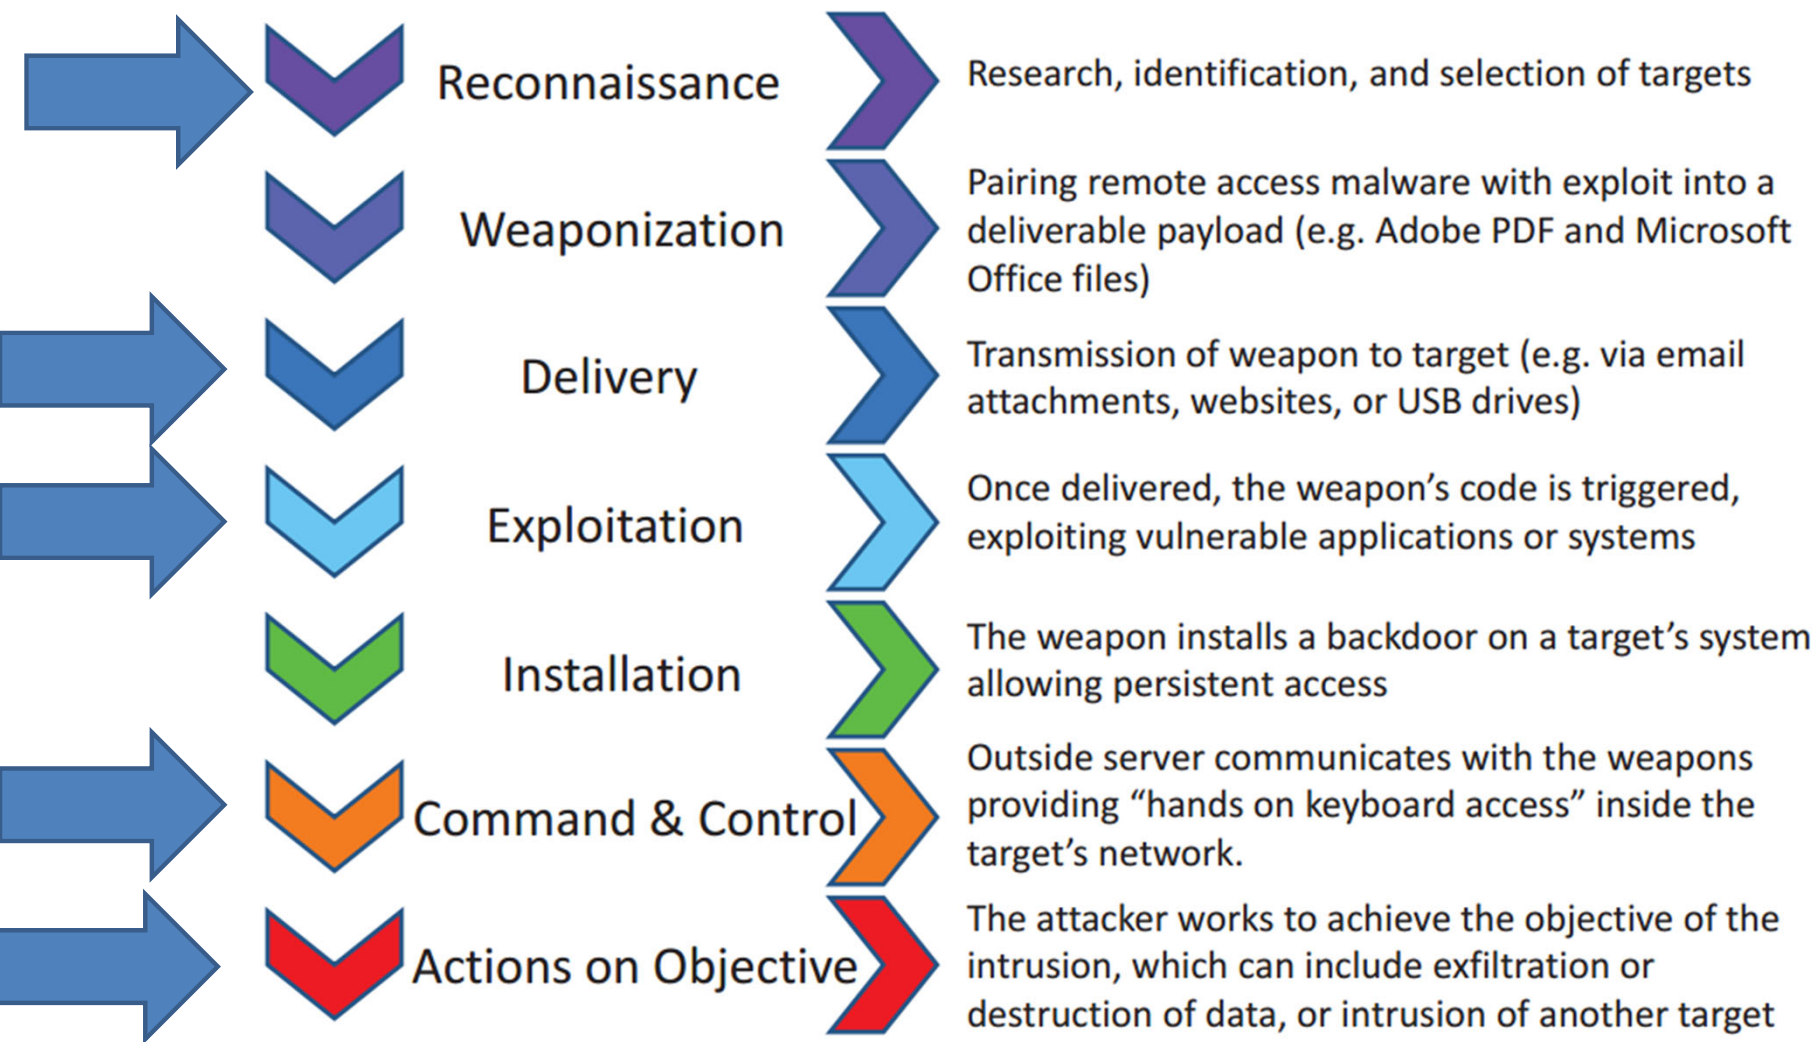 Reconnaissance
Research, identification, and selection of targets
Weaponization
Pairing remote access malware with exploit into a
deliverable payload (e.g. Adobe PDF and Microsoft
Office files)
Delivery
Transmission of weapon to target (e.g. via email
attachments, websites, or USB drives)
Exploitation
Once delivered, the weapon’s code is triggered,
exploiting vulnerable applications or systems
Installation
The weapon installs a backdoor on a target’s system
allowing persistent access
Command & Control
Outside server communicates with the weapons
providing “hands on keyboard access” inside the
target’s network.
Actions on Objective
The attacker works to achieve the objective of the
intrusion, which can include exfiltration or
destruction of data, or intrusion of another target